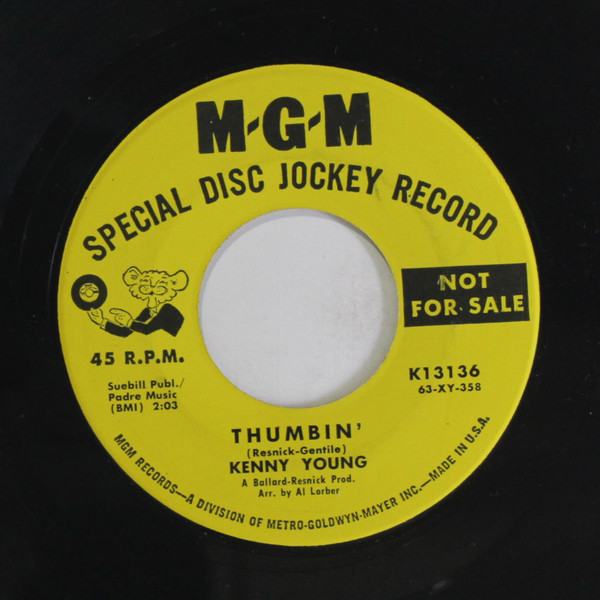 M-G-M
SPECIAL DISC JOCKEY RECORD
NOT
FOR SALE
45 R.P.M.
Suebill Publ./
Padre Music
(BMI) 2:03
K13136
63-XY-358
THUMBIN'
(Resnick-Gentile)
KENNY YOUNG
A Ballard-Resnick Prod.
Arr. by Al Lorber
MGM RECORDS—A DIVISION OF METRO-GOLDWYN-MAYER INC.—MADE IN U.S.A.